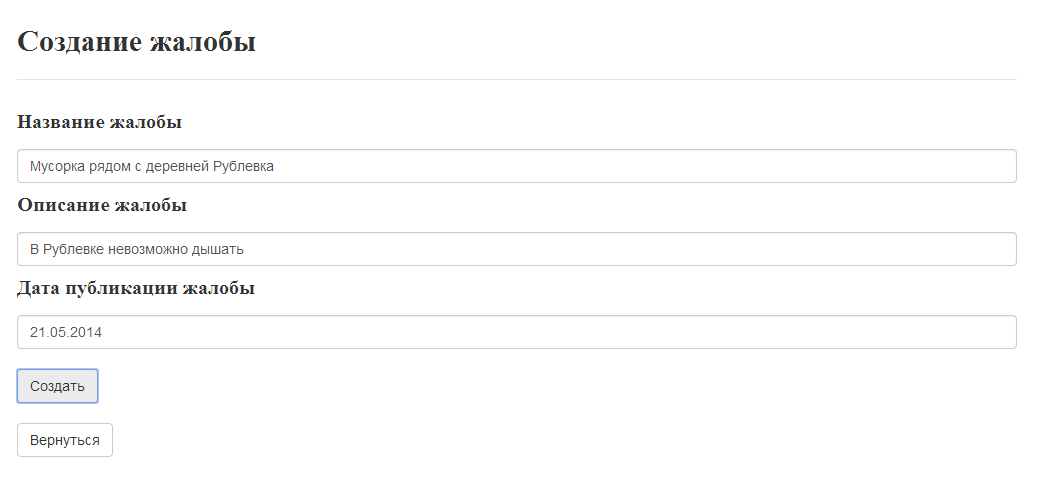 Создание жалобы
Название жалобы
Мусорка рядом с деревней Рублевка
Описание жалобы
В Рублевке невозможно дышать
Дата публикации жалобы
21.05.2014
Создать
Вернуться